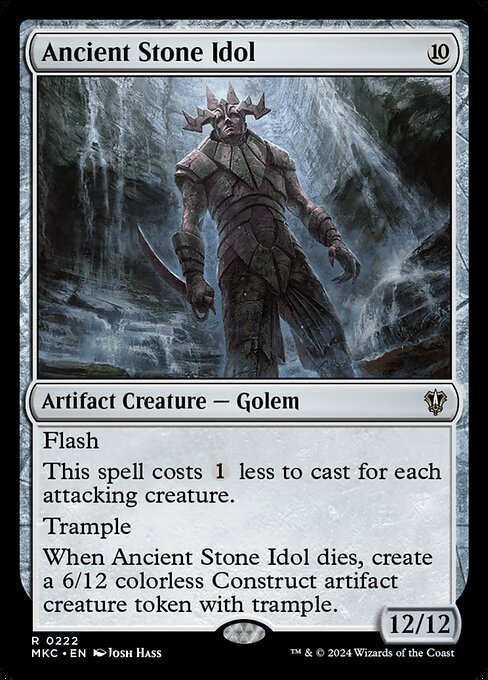 Ancient Stone Idol 10
Artifact Creature — Golem
Flash
This spell costs 1 less to cast for each
attacking creature.
Trample
When Ancient Stone Idol dies, create
a 6/12 colorless Construct artifact
creature token with trample.
12/12
R 0222
MKC • EN Josh Hass
™ & © 2024 Wizards of the Coast